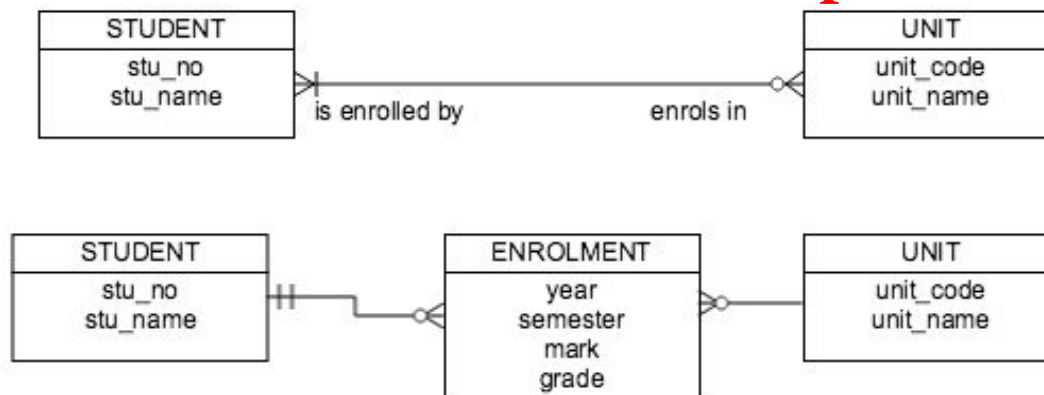 STUDENT
stu_no
stu_name
is enrolled by
enrols in
UNIT
unit_code
unit_name
STUDENT
stu_no
stu_name
ENROLMENT
year
semester
mark
grade
UNIT
unit_code
unit_name